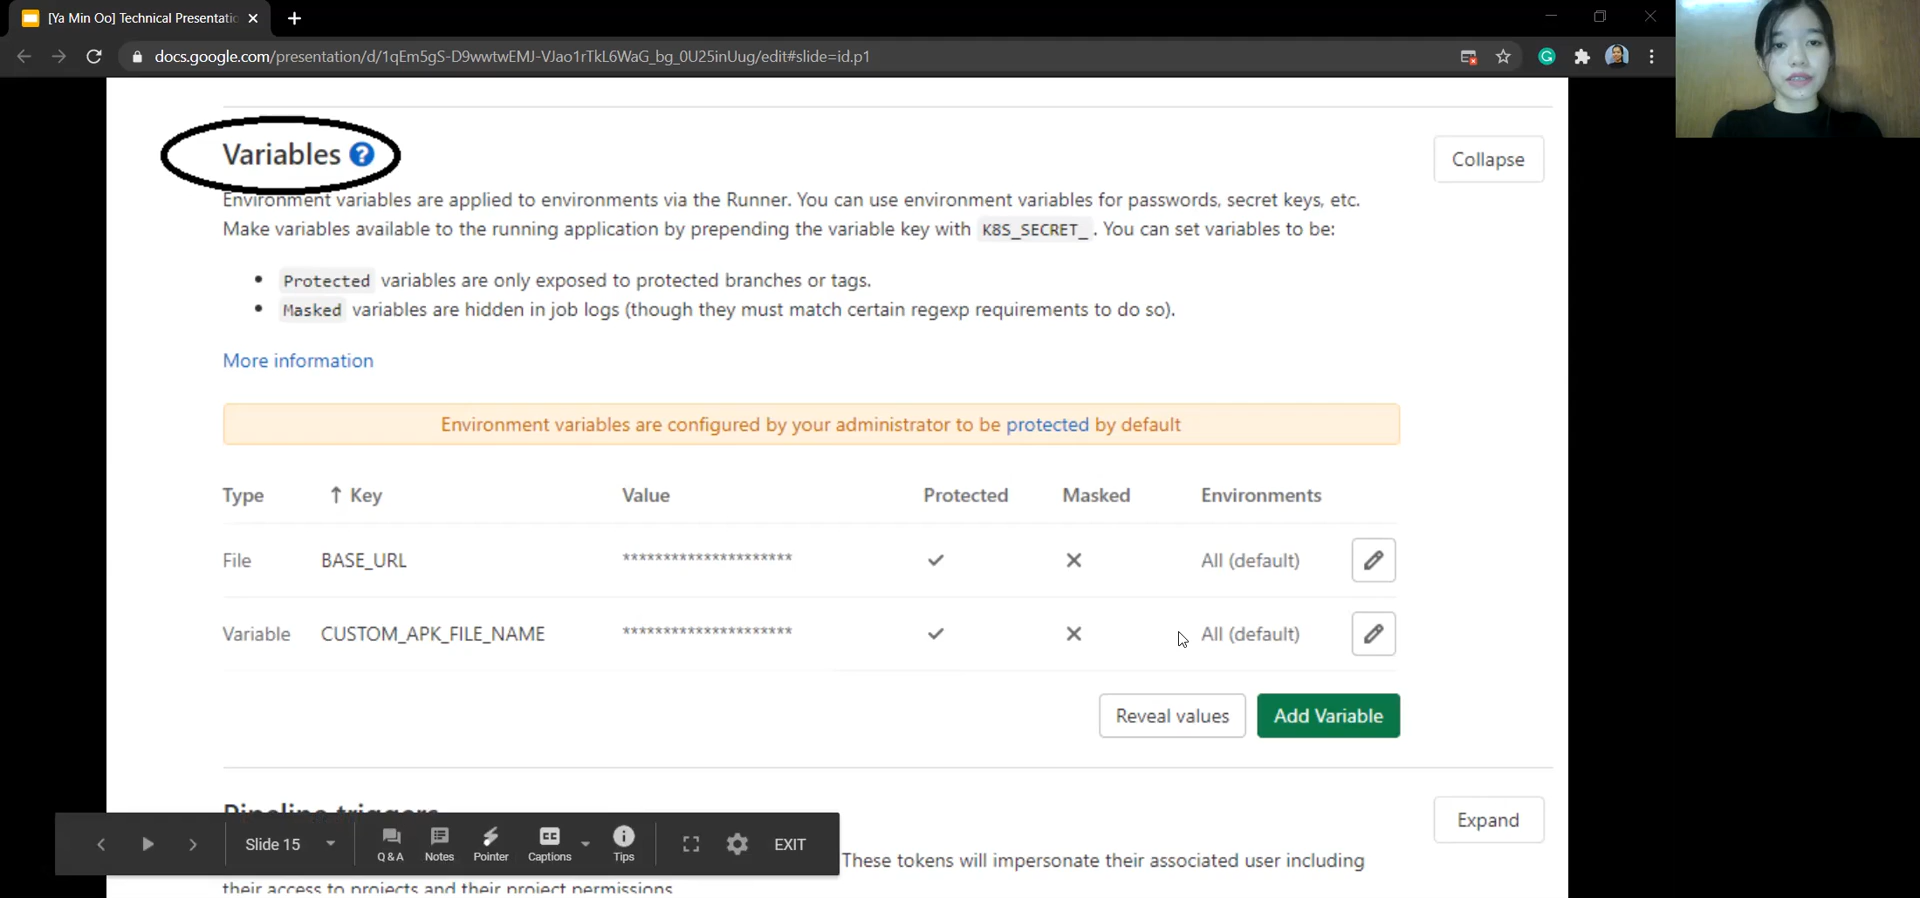 [Ya Min Oo] Technical Presentatio
docs.google.com/presentation/d/1qEm5gS-D9wwtwEMJ-VJao1rTkL6WaG_bg_0U25inUug/edit#slide=id.p1
Variables ?
Collapse
Environment variables are applied to environments via the Runner. You can use environment variables for passwords, secret keys, etc.
Make variables available to the running application by prepending the variable key with K8S_SECRET_ . You can set variables to be:
• Protected variables are only exposed to protected branches or tags.
• Masked variables are hidden in job logs (though they must match certain regexp requirements to do so).
More information
Environment variables are configured by your administrator to be protected by default
Type ↑ Key Value Protected Masked Environments
File BASE_URL ********************* All (default)
Variable CUSTOM_APK_FILE_NAME ********************* All (default)
Reveal values Add Variable
Pipeline triggers
Expand
These tokens will impersonate their associated user including
their access to projects and their project permissions.
Slide 15 Q & A Notes Pointer CC Captions Tips EXIT